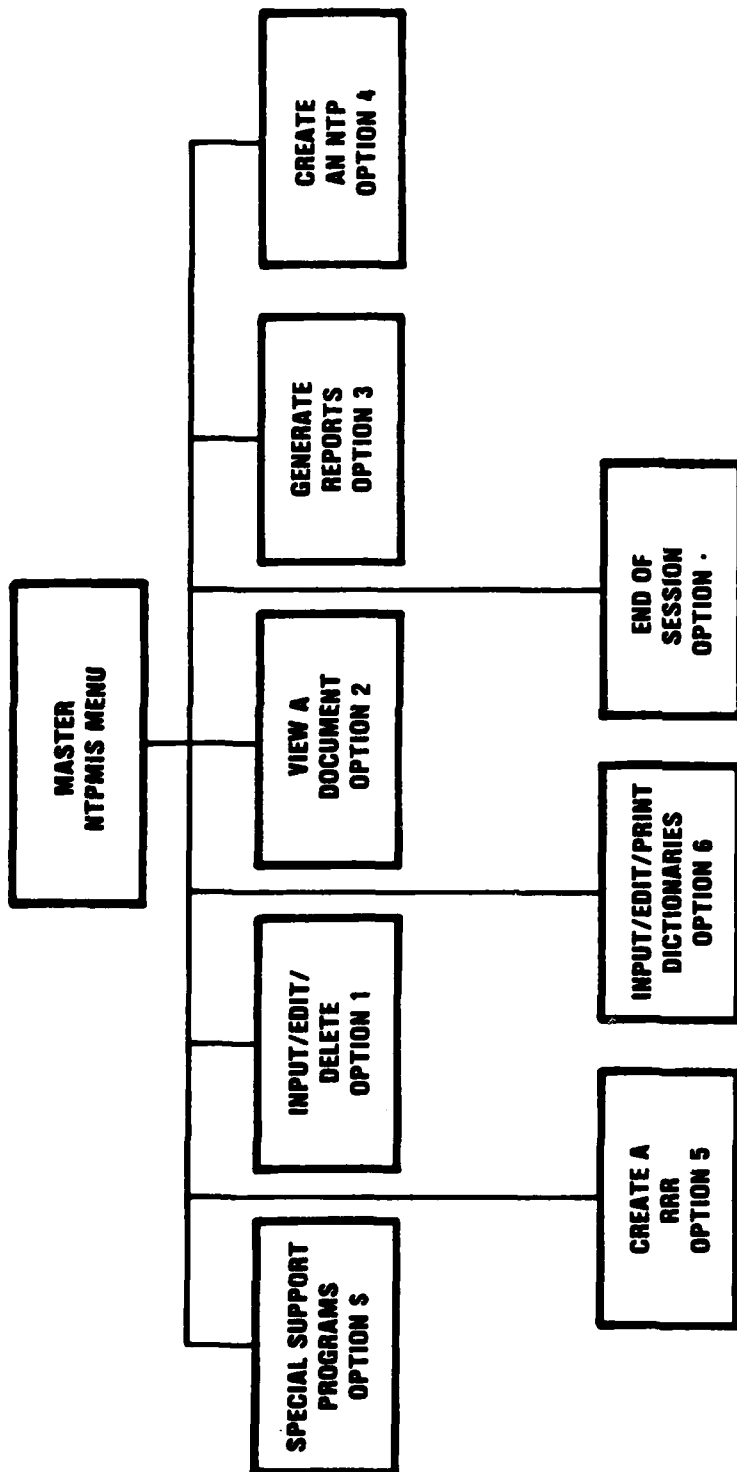 MASTER
NTPMIS MENU
SPECIAL SUPPORT
PROGRAMS
OPTION S
INPUT/EDIT/
DELETE
OPTION 1
VIEW A
DOCUMENT
OPTION 2
GENERATE
REPORTS
OPTION 3
CREATE
AN NTP
OPTION 4
CREATE A
RRR
OPTION 5
INPUT/EDIT/PRINT
DICTIONARIES
OPTION 6
END OF
SESSION
OPTION ·